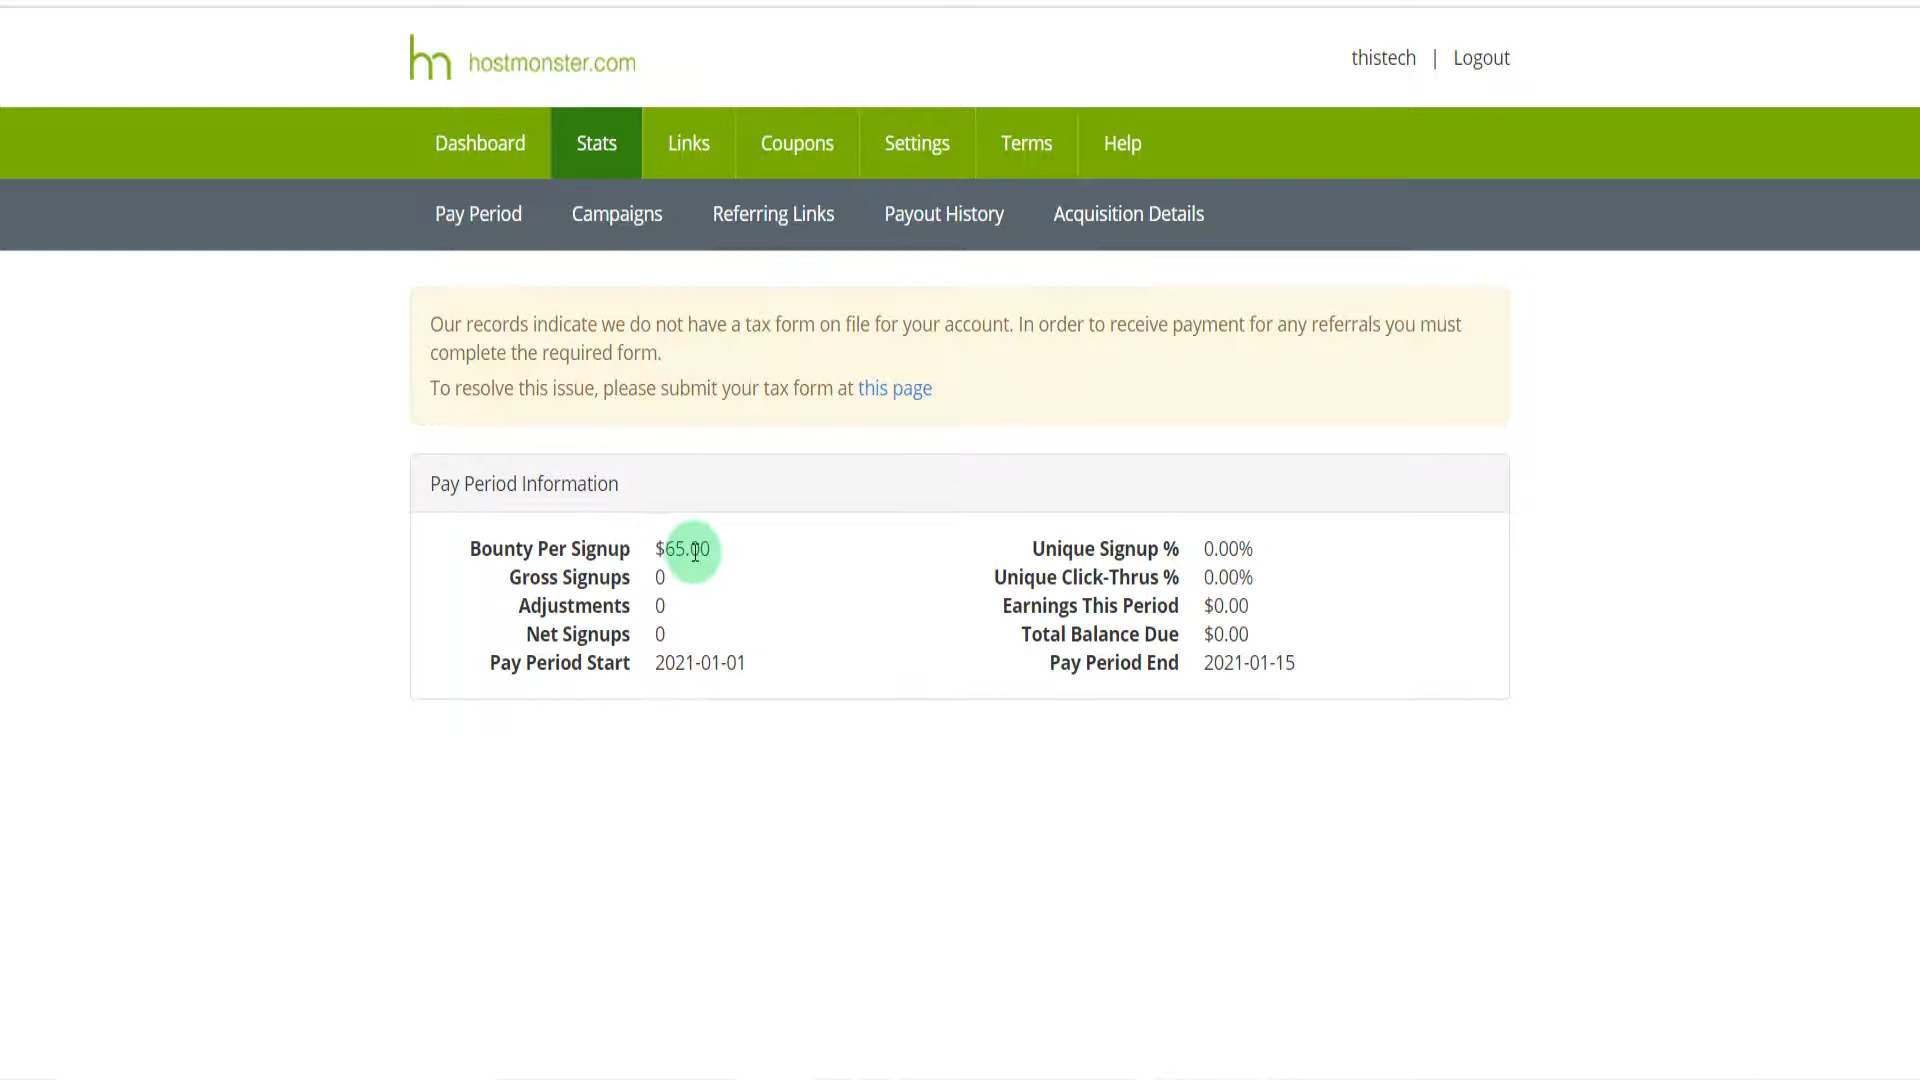 hm hostmonster.com
thistech | Logout
Dashboard Stats Links Coupons Settings Terms Help
Pay Period Campaigns Referring Links Payout History Acquisition Details
Our records indicate we do not have a tax form on file for your account. In order to receive payment for any referrals you must
complete the required form.
To resolve this issue, please submit your tax form at this page
Pay Period Information
Bounty Per Signup $65.00
Gross Signups 0
Adjustments 0
Net Signups 0
Pay Period Start 2021-01-01
Unique Signup % 0.00%
Unique Click-Thrus % 0.00%
Earnings This Period $0.00
Total Balance Due $0.00
Pay Period End 2021-01-15